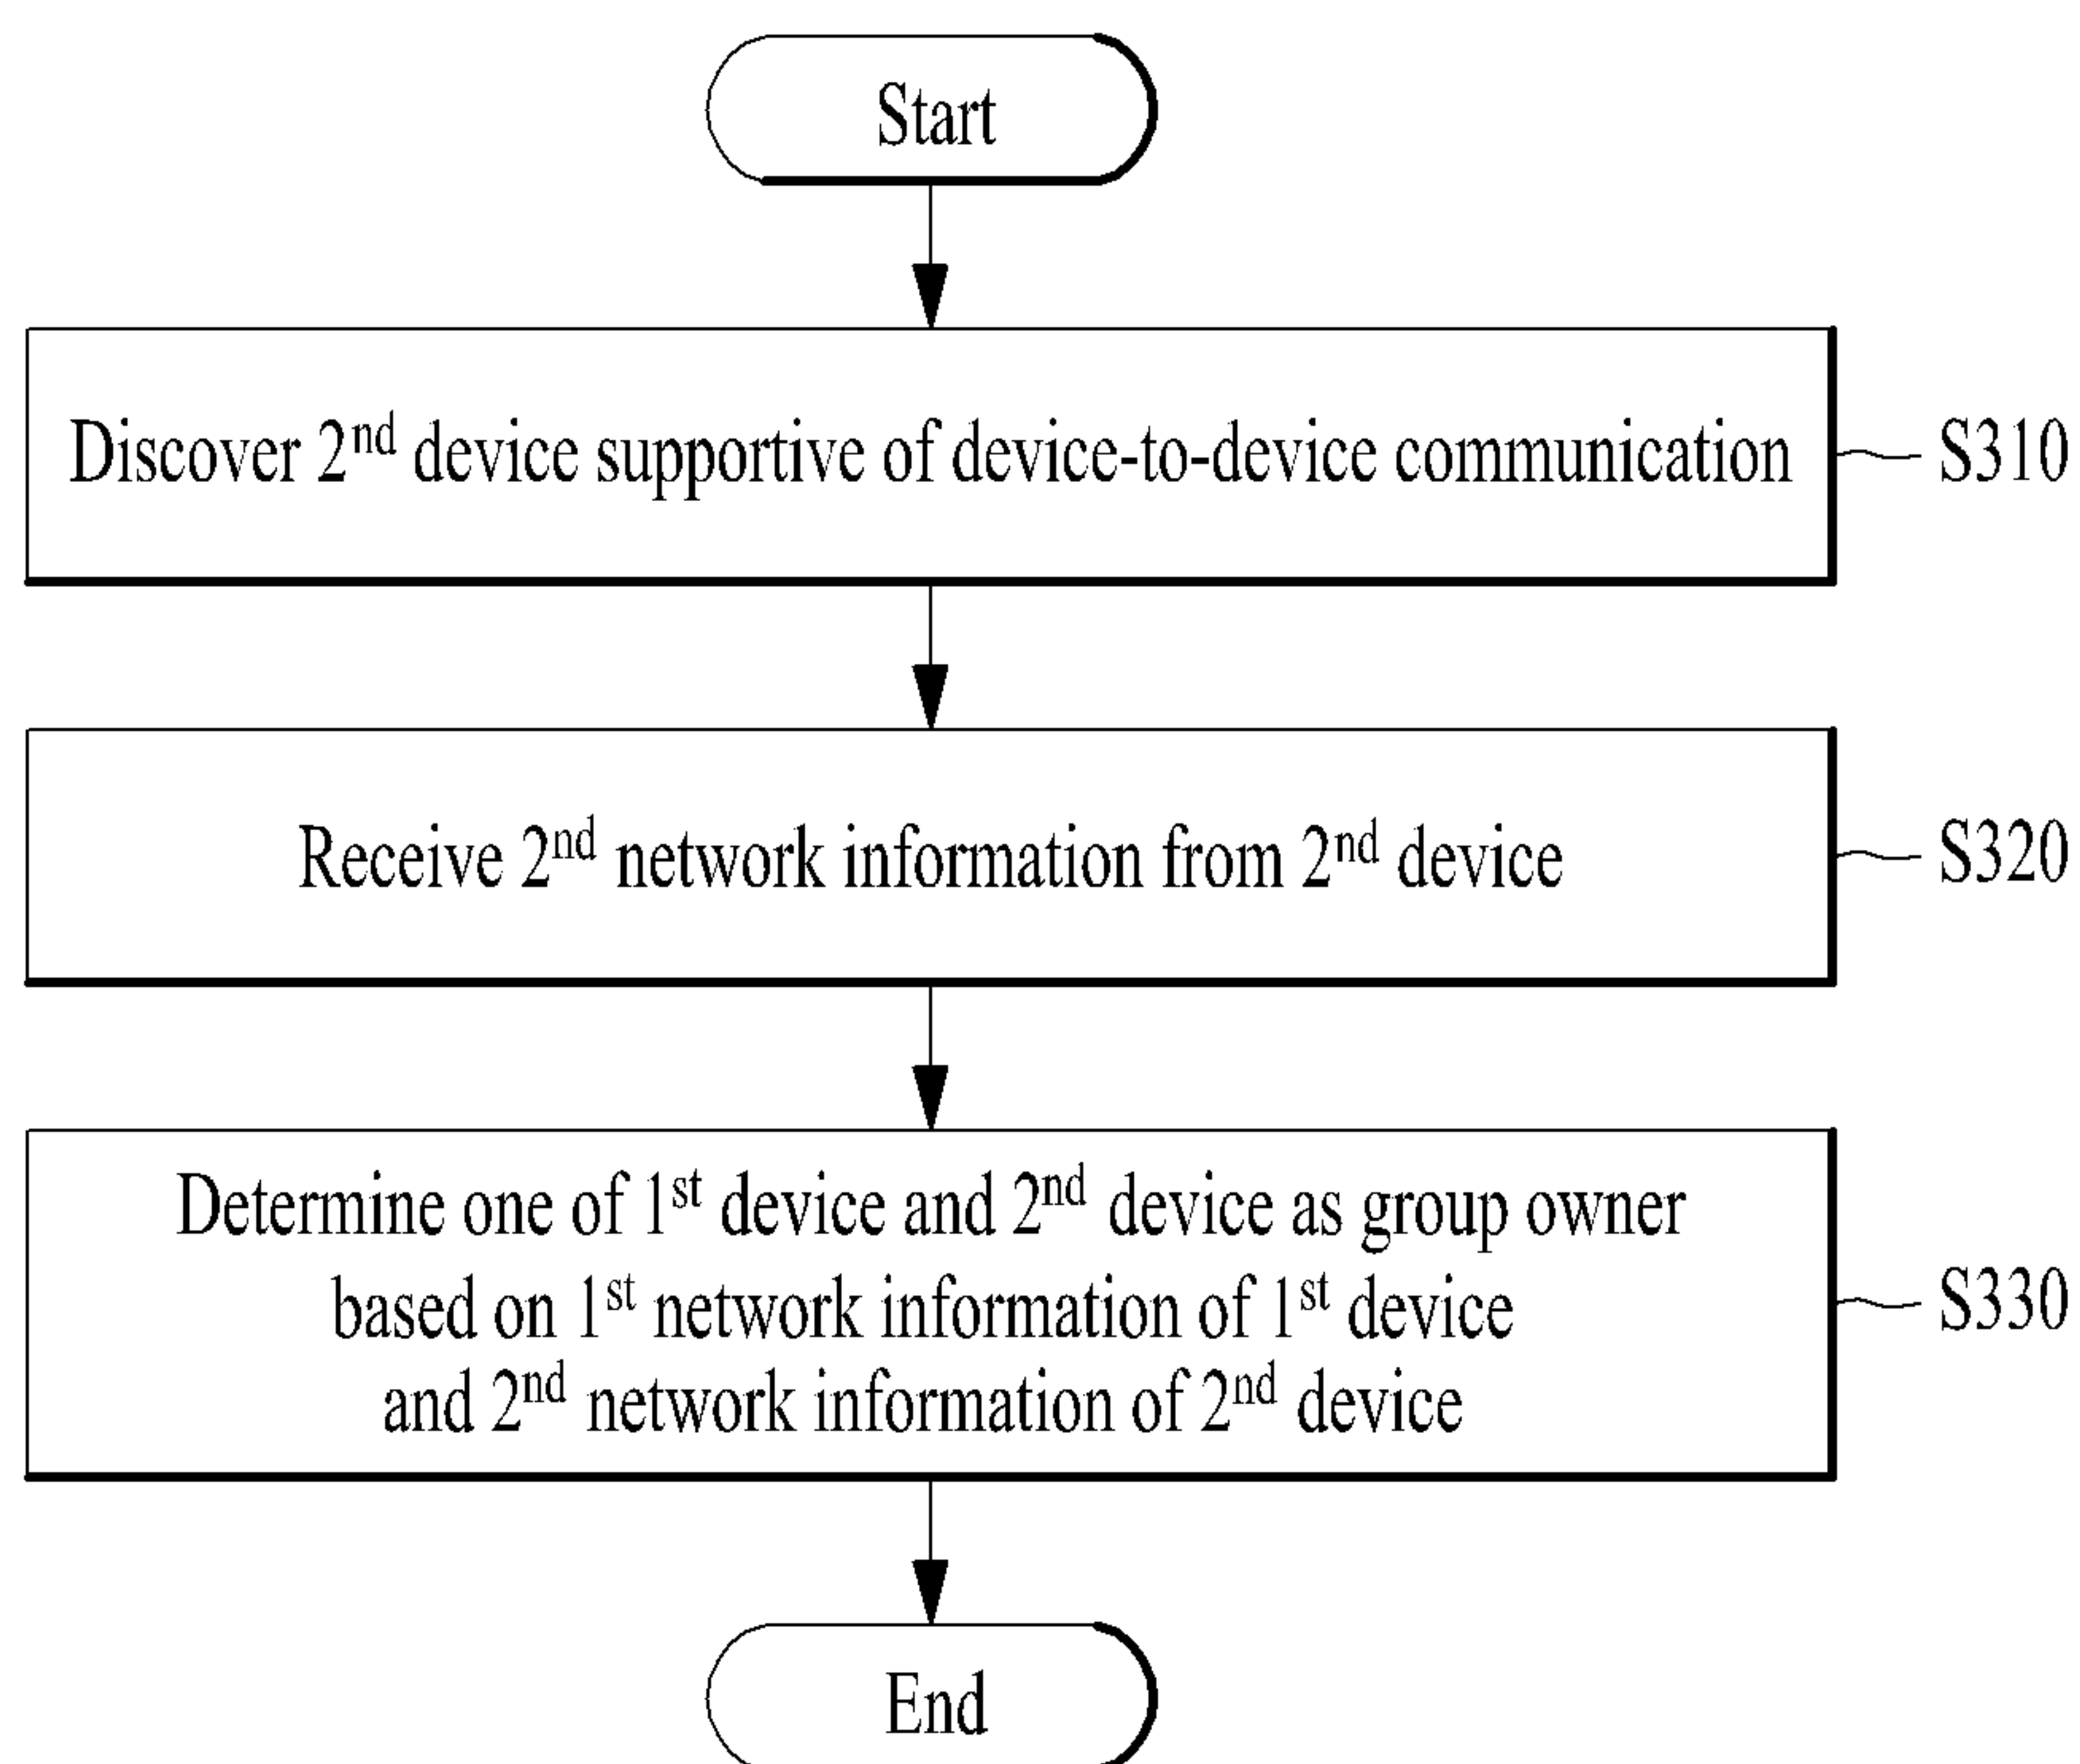 Start
Discover 2nd device supportive of device-to-device communication
S310
Receive 2nd network information from 2nd device
S320
Determine one of 1st device and 2nd device as group owner
based on 1st network information of 1st device
and 2nd network information of 2nd device
S330
End